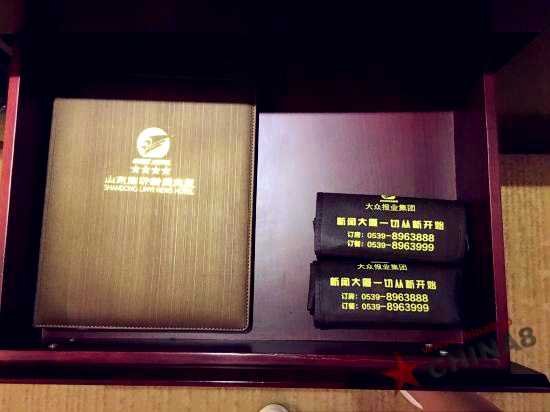 山东临沂新闻大厦
SHANDONG LINYI NEWS HOTEL
大众报业集团
新闻大厦一切从新开始
订房：0539-8963888
订餐：0539-8963999
大众报业集团
新闻大厦一切从新开始
订房：0539-8963888
订餐：0539-8963999
www.china8.c
CHINA8